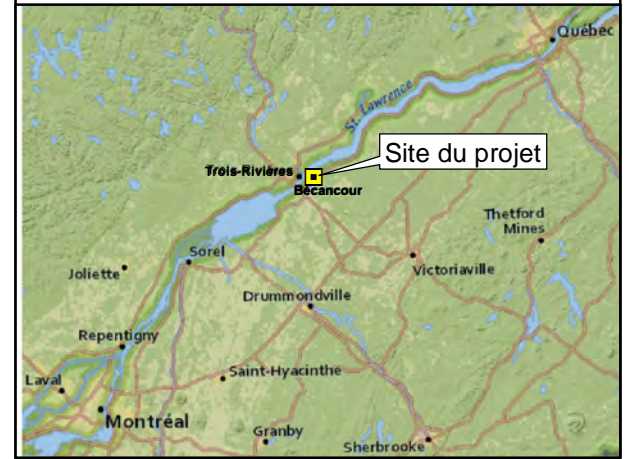 Québec
St. Lawrence
Site du projet
Trois-Rivières
Bécancour
Thetford
Mines
Sorel
Victoriaville
Joliette
Drummondville
Repentigny
Saint-Hyacinthe
Laval
Montréal
Granby
Sherbrooke